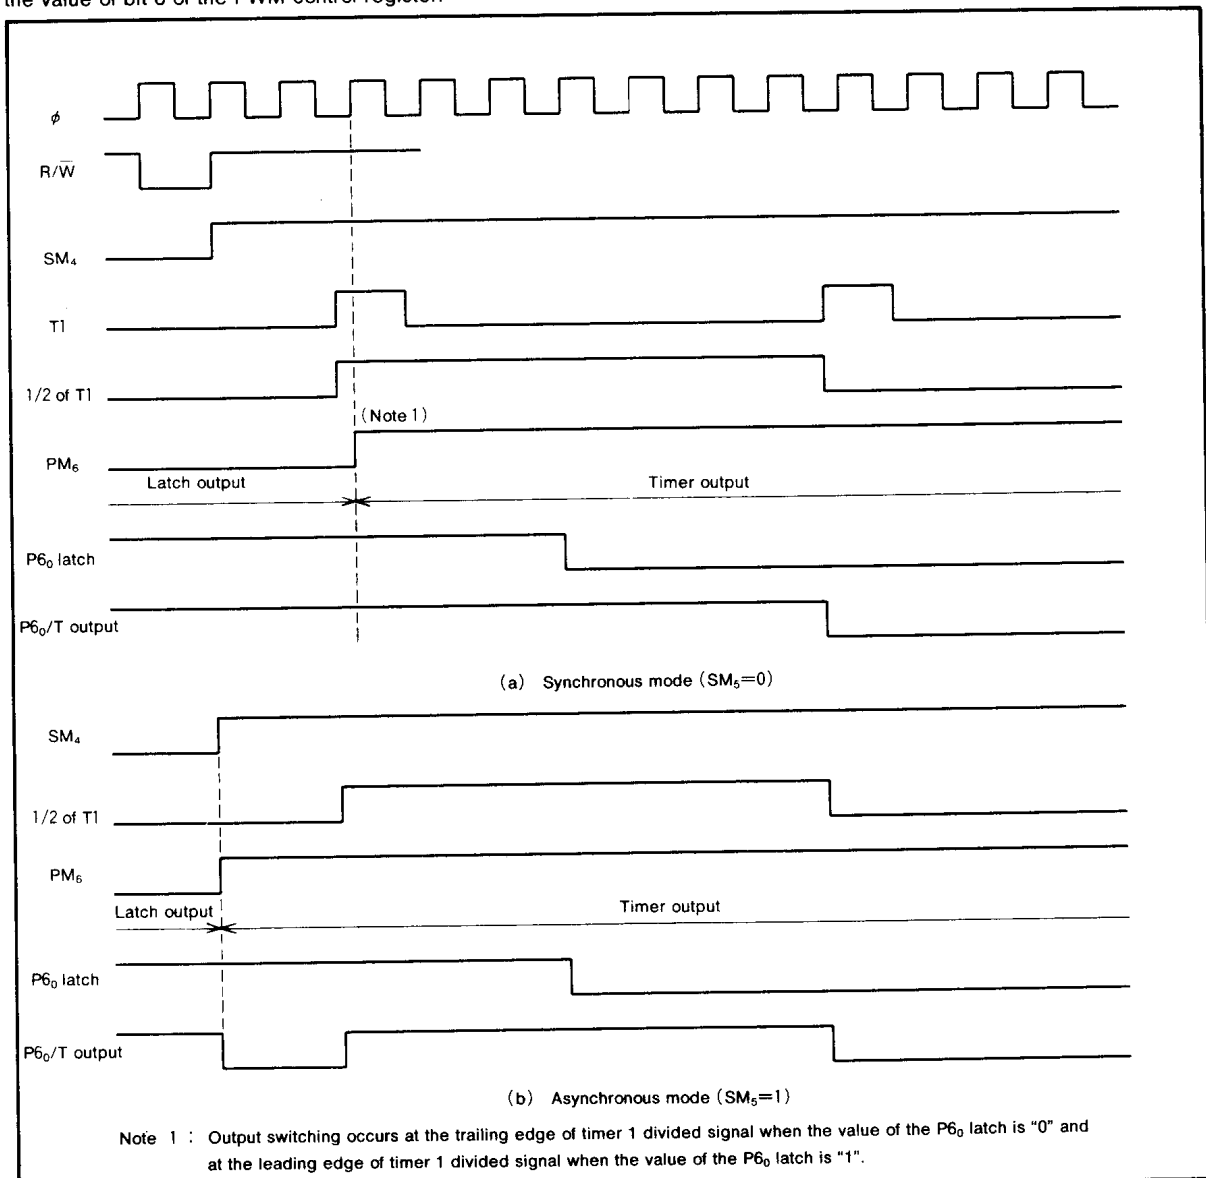 the value of bit 6 of the PWM control register.
φ
R/W̅
SM₄
T1
1/2 of T1
(Note 1)
PM₆
Latch output Timer output
P6₀ latch
P6₀/T output
(a) Synchronous mode (SM₅=0)
SM₄
1/2 of T1
PM₆
Latch output Timer output
P6₀ latch
P6₀/T output
(b) Asynchronous mode (SM₅=1)
Note 1 : Output switching occurs at the trailing edge of timer 1 divided signal when the value of the P6₀ latch is “0” and
at the leading edge of timer 1 divided signal when the value of the P6₀ latch is “1”.